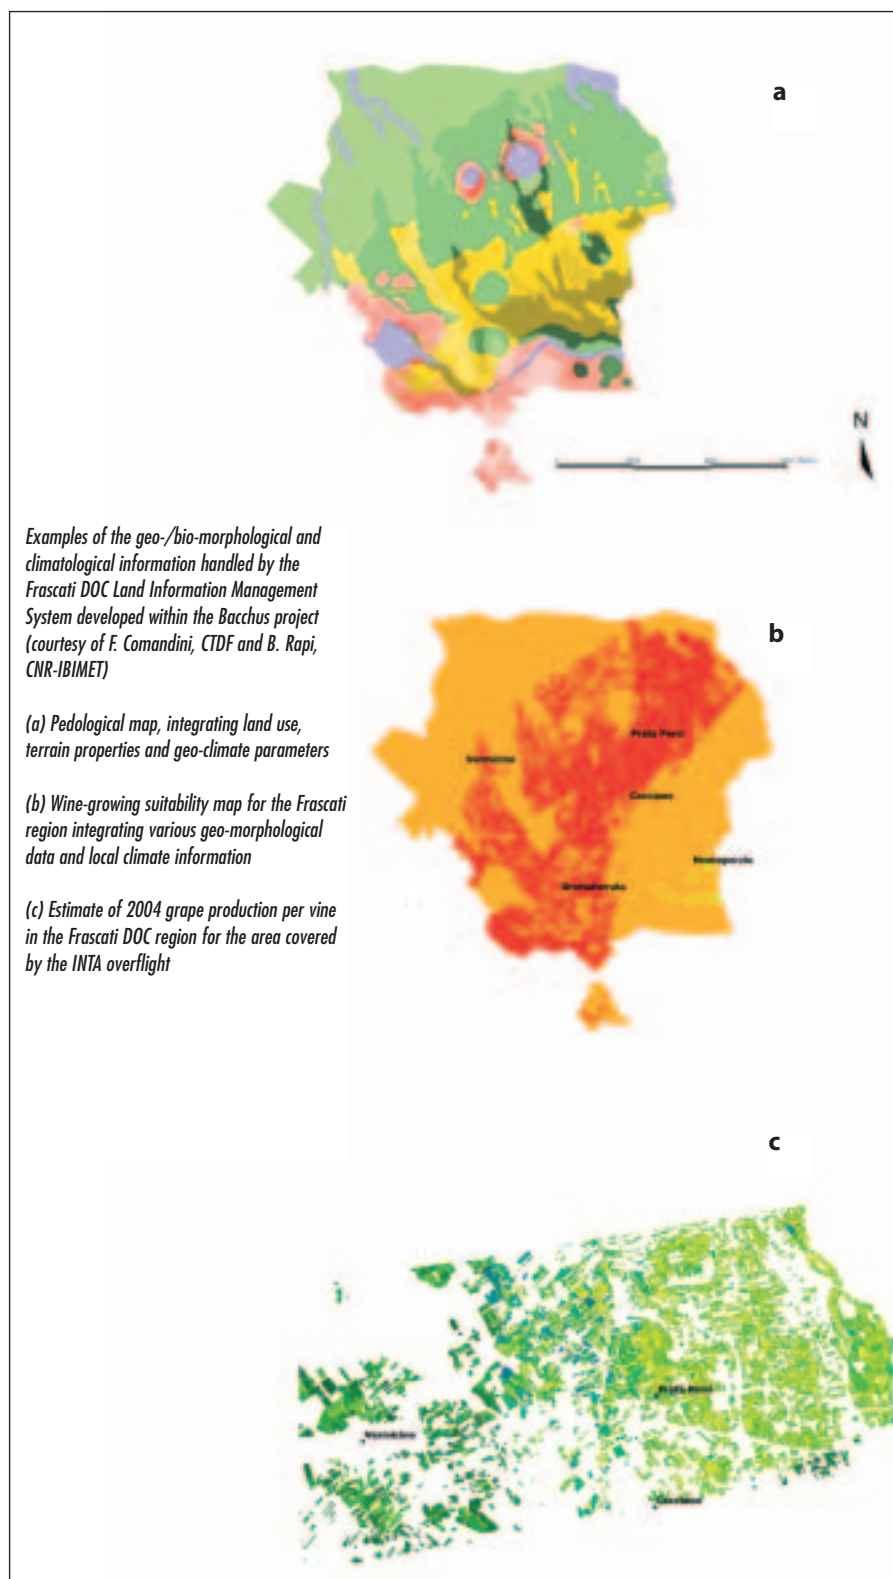 a
N
Examples of the geo-/bio-morphological and
climatological information handled by the
Frascati DOC Land Information Management
System developed within the Bacchus project
(courtesy of F. Comandini, CTDF and B. Rapi,
CNR-IBIMET)
(a) Pedological map, integrating land use,
terrain properties and geo-climate parameters
b
(b) Wine-growing suitability map for the Frascati
region integrating various geo-morphological
data and local climate information
(c) Estimate of 2004 grape production per vine
in the Frascati DOC region for the area covered
by the INTA overflight
c